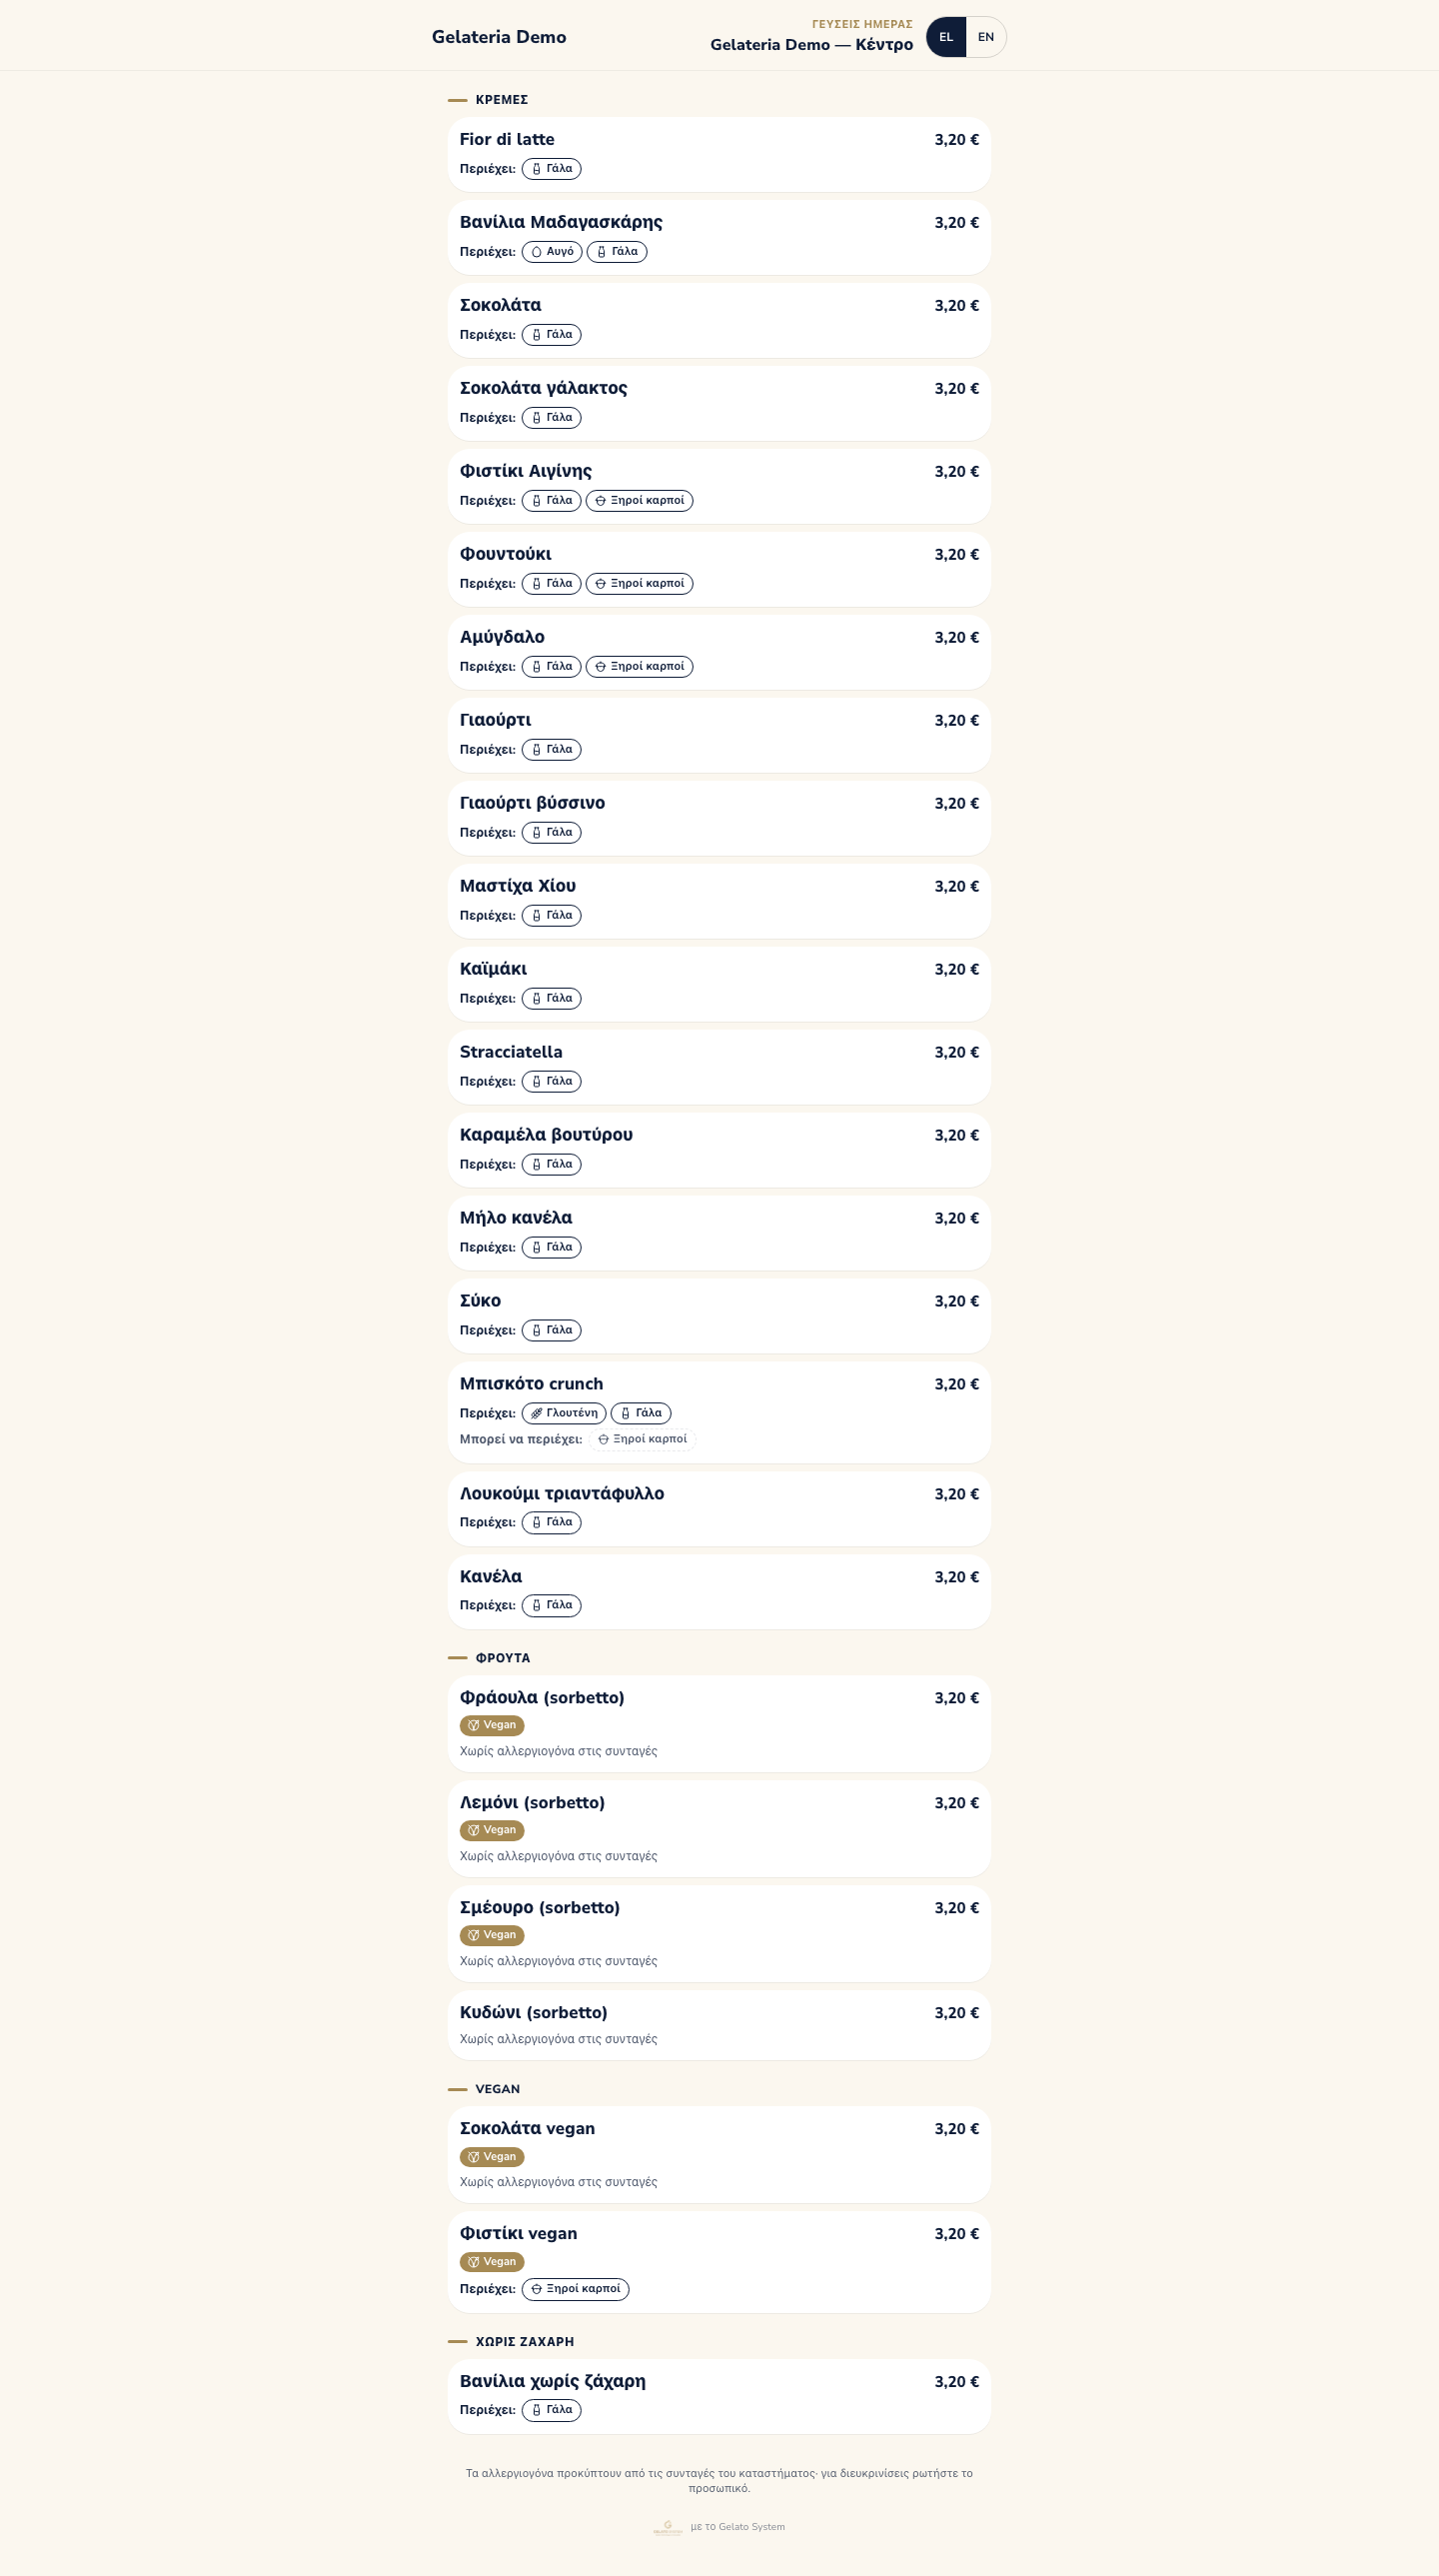 Gelateria Demo
ΓΕΥΣΕΙΣ ΗΜΕΡΑΣ
Gelateria Demo — Κέντρο
EL EN
ΚΡΕΜΕΣ
Fior di latte 3,20 €
Περιέχει: Γάλα
Βανίλια Μαδαγασκάρης 3,20 €
Περιέχει: Αυγό Γάλα
Σοκολάτα 3,20 €
Περιέχει: Γάλα
Σοκολάτα γάλακτος 3,20 €
Περιέχει: Γάλα
Φιστίκι Αιγίνης 3,20 €
Περιέχει: Γάλα Ξηροί καρποί
Φουντούκι 3,20 €
Περιέχει: Γάλα Ξηροί καρποί
Αμύγδαλο 3,20 €
Περιέχει: Γάλα Ξηροί καρποί
Γιαούρτι 3,20 €
Περιέχει: Γάλα
Γιαούρτι βύσσινο 3,20 €
Περιέχει: Γάλα
Μαστίχα Χίου 3,20 €
Περιέχει: Γάλα
Καϊμάκι 3,20 €
Περιέχει: Γάλα
Stracciatella 3,20 €
Περιέχει: Γάλα
Καραμέλα βουτύρου 3,20 €
Περιέχει: Γάλα
Μήλο κανέλα 3,20 €
Περιέχει: Γάλα
Σύκο 3,20 €
Περιέχει: Γάλα
Μπισκότο crunch 3,20 €
Περιέχει: Γλουτένη Γάλα
Μπορεί να περιέχει: Ξηροί καρποί
Λουκούμι τριαντάφυλλο 3,20 €
Περιέχει: Γάλα
Κανέλα 3,20 €
Περιέχει: Γάλα
ΦΡΟΥΤΑ
Φράουλα (sorbetto) 3,20 €
Vegan
Χωρίς αλλεργιογόνα στις συνταγές
Λεμόνι (sorbetto) 3,20 €
Vegan
Χωρίς αλλεργιογόνα στις συνταγές
Σμέουρο (sorbetto) 3,20 €
Vegan
Χωρίς αλλεργιογόνα στις συνταγές
Κυδώνι (sorbetto) 3,20 €
Χωρίς αλλεργιογόνα στις συνταγές
VEGAN
Σοκολάτα vegan 3,20 €
Vegan
Χωρίς αλλεργιογόνα στις συνταγές
Φιστίκι vegan 3,20 €
Vegan
Περιέχει: Ξηροί καρποί
ΧΩΡΙΣ ΖΑΧΑΡΗ
Βανίλια χωρίς ζάχαρη 3,20 €
Περιέχει: Γάλα
Τα αλλεργιογόνα προκύπτουν από τις συνταγές του καταστήματος· για διευκρινίσεις ρωτήστε το
προσωπικό.
με το Gelato System